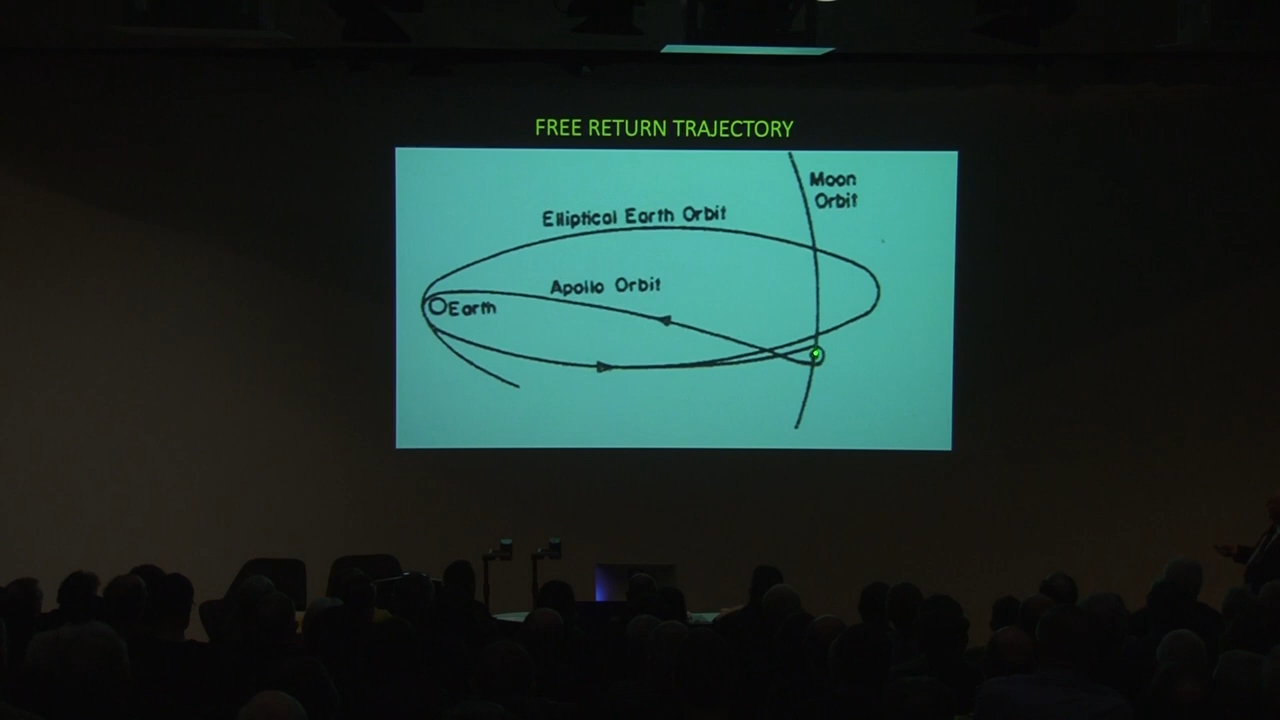 FREE RETURN TRAJECTORY
Moon
Orbit
Elliptical Earth Orbit
Apollo Orbit
Earth